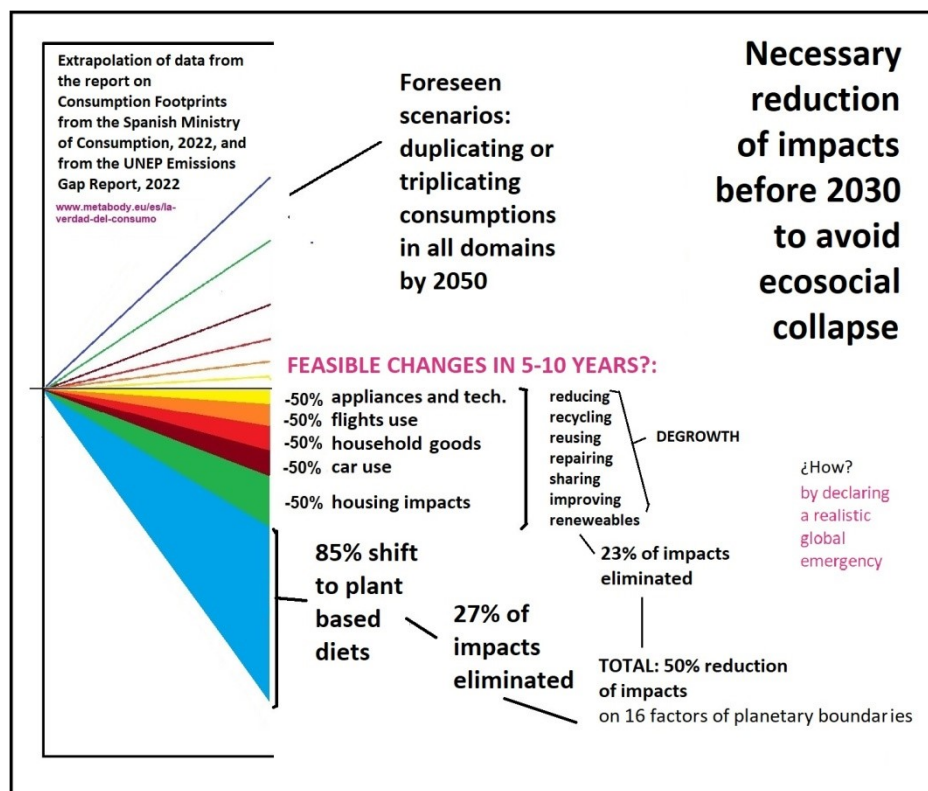 Extrapolation of data from
the report on
Consumption Footprints
from the Spanish Ministry
of Consumption, 2022, and
from the UNEP Emissions
Gap Report, 2022
www.metabody.eu/es/la-
verdad-del-consumo
Foreseen
scenarios:
duplicating or
triplicating
consumptions
in all domains
by 2050
Necessary
reduction
of impacts
before 2030
to avoid
ecosocial
collapse
FEASIBLE CHANGES IN 5-10 YEARS?:
-50% appliances and tech.
-50% flights use
-50% household goods
-50% car use
-50% housing impacts
reducing
recycling
reusing
repairing
sharing
improving
reneweables
DEGROWTH
¿How?
by declaring
a realistic
global
emergency
23% of impacts
eliminated
85% shift
to plant
based
diets
27% of
impacts
eliminated
TOTAL: 50% reduction
of impacts
on 16 factors of planetary boundaries